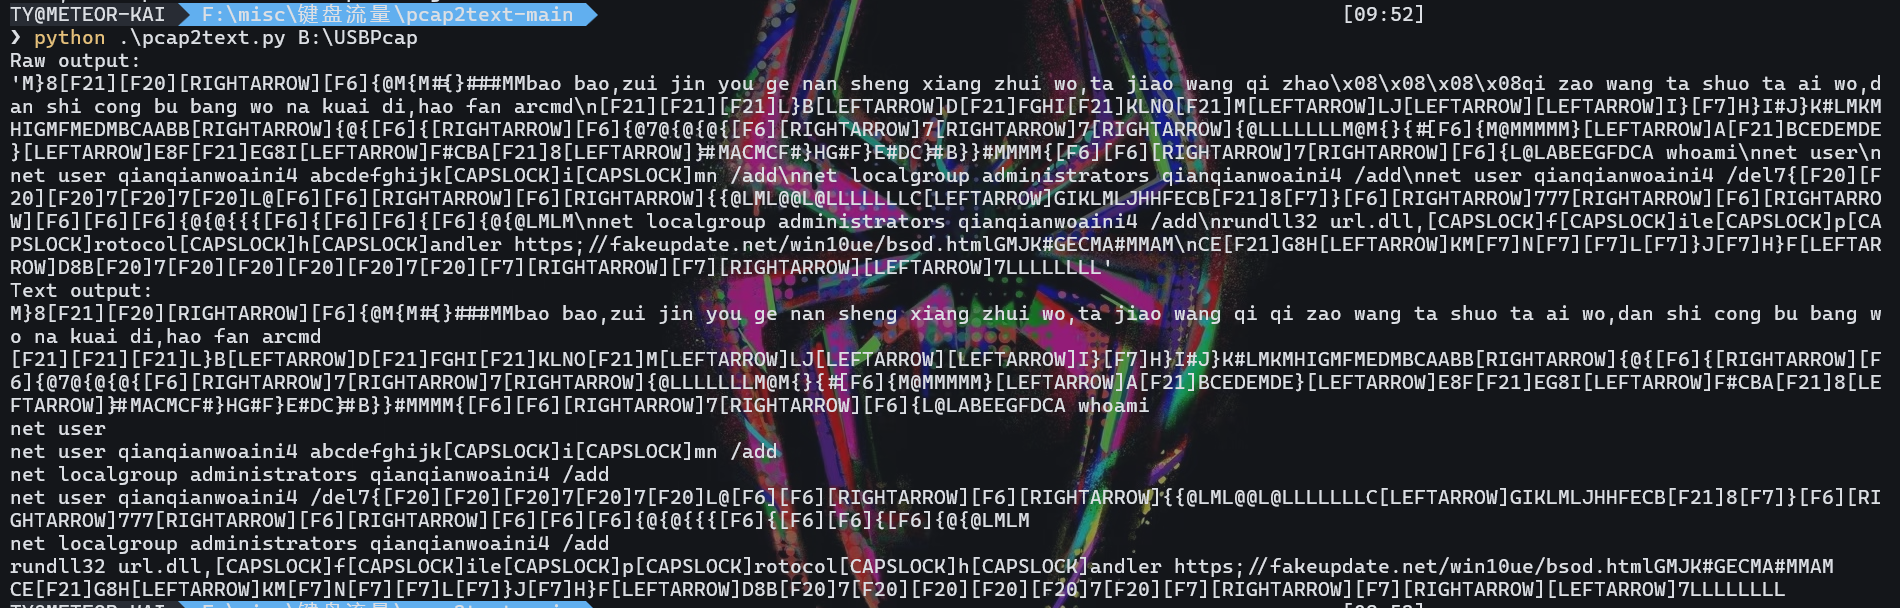 TY@METEOR-KAI F:\misc\键盘流量\pcap2text-main [09:52]
❯ python .\pcap2text.py B:\USBPcap
Raw output:
'M}8[F21][F20][RIGHTARROW][F6]{@M{M#{}###MMbao bao,zui jin you ge nan sheng xiang zhui wo,ta jiao wang qi zhao\x08\x08\x08\x08qi zao wang ta shuo ta ai wo,d
an shi cong bu bang wo na kuai di,hao fan arcmd\n[F21][F21][F21]L}B[LEFTARROW]D[F21]FGHI[F21]KLNO[F21]M[LEFTARROW]LJ[LEFTARROW][LEFTARROW]I}[F7]H}I#J}K#LMKM
HIGMFMEDMBCAABB[RIGHTARROW]{@{[F6]{[RIGHTARROW][F6]{@7@{@{@{[F6][RIGHTARROW]7[RIGHTARROW]7[RIGHTARROW]{@LLLLLLLM@M{}{#[F6]{M@MMMMM}[LEFTARROW]A[F21]BCEDEMDE
}[LEFTARROW]E8F[F21]EG8I[LEFTARROW]F#CBA[F21]8[LEFTARROW]}#MACMCF#}HG#F}E#DC}#B}}#MMMM{[F6][F6][RIGHTARROW]7[RIGHTARROW][F6]{L@LABEEGFDCA whoami\nnet user\n
net user qianqianwoaini4 abcdefghijk[CAPSLOCK]i[CAPSLOCK]mn /add\nnet localgroup administrators qianqianwoaini4 /add\nnet user qianqianwoaini4 /del7{[F20][F
20][F20]7[F20]7[F20]L@[F6][F6][RIGHTARROW][F6][RIGHTARROW]{{@LML@@L@LLLLLLLC[LEFTARROW]GIKLMLJHHFECB[F21]8[F7]}[F6][RIGHTARROW]777[RIGHTARROW][F6][RIGHTARRO
W][F6][F6][F6]{@{@{{{[F6]{[F6][F6]{[F6]{@{@LMLM\nnet localgroup administrators qianqianwoaini4 /add\nrundll32 url.dll,[CAPSLOCK]f[CAPSLOCK]ile[CAPSLOCK]p[CA
PSLOCK]rotocol[CAPSLOCK]h[CAPSLOCK]andler https;//fakeupdate.net/win10ue/bsod.htmlGMJK#GECMA#MMAM\nCE[F21]G8H[LEFTARROW]KM[F7]N[F7][F7]L[F7]}J[F7]H}F[LEFTAR
ROW]D8B[F20]7[F20][F20][F20][F20]7[F20][F7][RIGHTARROW][F7][RIGHTARROW][LEFTARROW]7LLLLLLLL'
Text output:
M}8[F21][F20][RIGHTARROW][F6]{@M{M#{}###MMbao bao,zui jin you ge nan sheng xiang zhui wo,ta jiao wang qi qi zao wang ta shuo ta ai wo,dan shi cong bu bang w
o na kuai di,hao fan arcmd
[F21][F21][F21]L}B[LEFTARROW]D[F21]FGHI[F21]KLNO[F21]M[LEFTARROW]LJ[LEFTARROW][LEFTARROW]I}[F7]H}I#J}K#LMKMHIGMFMEDMBCAABB[RIGHTARROW]{@{[F6]{[RIGHTARROW][F
6]{@7@{@{@{[F6][RIGHTARROW]7[RIGHTARROW]7[RIGHTARROW]{@LLLLLLLM@M{}{#[F6]{M@MMMMM}[LEFTARROW]A[F21]BCEDEMDE}[LEFTARROW]E8F[F21]EG8I[LEFTARROW]F#CBA[F21]8[LE
FTARROW]}#MACMCF#}HG#F}E#DC}#B}}#MMMM{[F6][F6][RIGHTARROW]7[RIGHTARROW][F6]{L@LABEEGFDCA whoami
net user
net user qianqianwoaini4 abcdefghijk[CAPSLOCK]i[CAPSLOCK]mn /add
net localgroup administrators qianqianwoaini4 /add
net user qianqianwoaini4 /del7{[F20][F20][F20]7[F20]7[F20]L@[F6][F6][RIGHTARROW][F6][RIGHTARROW]{{@LML@@L@LLLLLLLC[LEFTARROW]GIKLMLJHHFECB[F21]8[F7]}[F6][RI
GHTARROW]777[RIGHTARROW][F6][RIGHTARROW][F6][F6][F6]{@{@{{{[F6]{[F6][F6]{[F6]{@{@LMLM
net localgroup administrators qianqianwoaini4 /add
rundll32 url.dll,[CAPSLOCK]f[CAPSLOCK]ile[CAPSLOCK]p[CAPSLOCK]rotocol[CAPSLOCK]h[CAPSLOCK]andler https;//fakeupdate.net/win10ue/bsod.htmlGMJK#GECMA#MMAM
CE[F21]G8H[LEFTARROW]KM[F7]N[F7][F7]L[F7]}J[F7]H}F[LEFTARROW]D8B[F20]7[F20][F20][F20][F20]7[F20][F7][RIGHTARROW][F7][RIGHTARROW][LEFTARROW]7LLLLLLLL